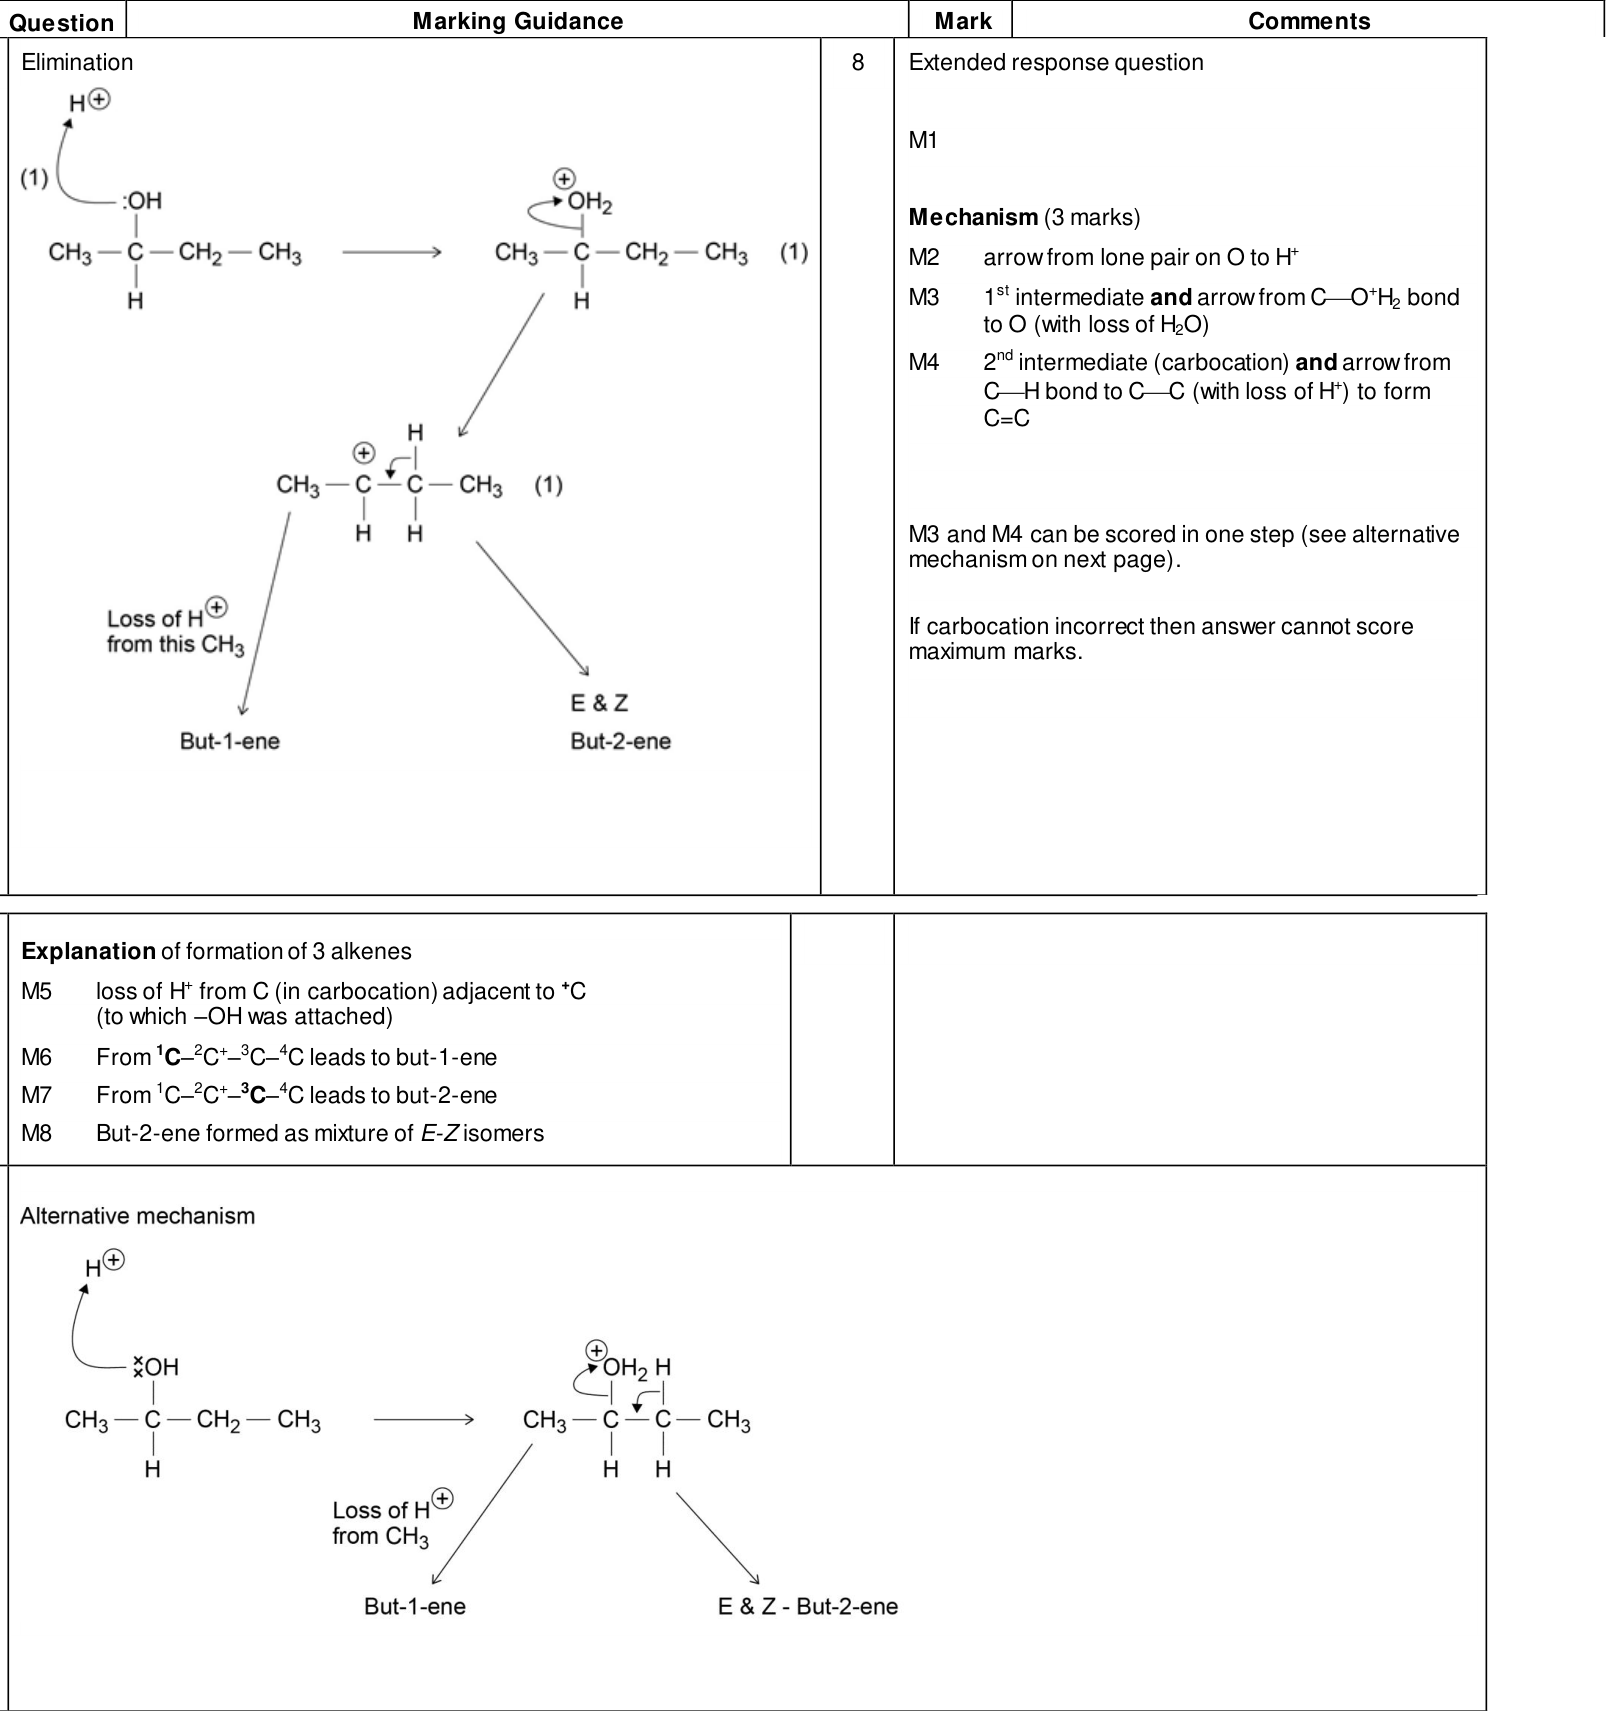 Question Marking Guidance Mark Comments
Elimination
8
Extended response question
H⊕
M1
(1)
:OH
CH₃—C—CH₂—CH₃
H
⊕
OH₂
CH₃—C—CH₂—CH₃ (1)
H
Mechanism (3 marks)
M2 arrow from lone pair on O to H⁺
M3 1ˢᵗ intermediate and arrow from C—O⁺H₂ bond
to O (with loss of H₂O)
M4 2ⁿᵈ intermediate (carbocation) and arrow from
C—H bond to C—C (with loss of H⁺) to form
C=C
⊕ H
CH₃—C—C—CH₃ (1)
H H
M3 and M4 can be scored in one step (see alternative
mechanism on next page).
Loss of H⊕
from this CH₃
If carbocation incorrect then answer cannot score
maximum marks.
But-1-ene
E & Z
But-2-ene
Explanation of formation of 3 alkenes
M5 loss of H⁺ from C (in carbocation) adjacent to ⁺C
(to which –OH was attached)
M6 From ¹C–²C⁺–³C–⁴C leads to but-1-ene
M7 From ¹C–²C⁺–³C–⁴C leads to but-2-ene
M8 But-2-ene formed as mixture of E-Z isomers
Alternative mechanism
H⊕
××OH
CH₃—C—CH₂—CH₃
H
⊕
OH₂ H
CH₃—C—C—CH₃
H H
Loss of H⊕
from CH₃
But-1-ene
E & Z - But-2-ene